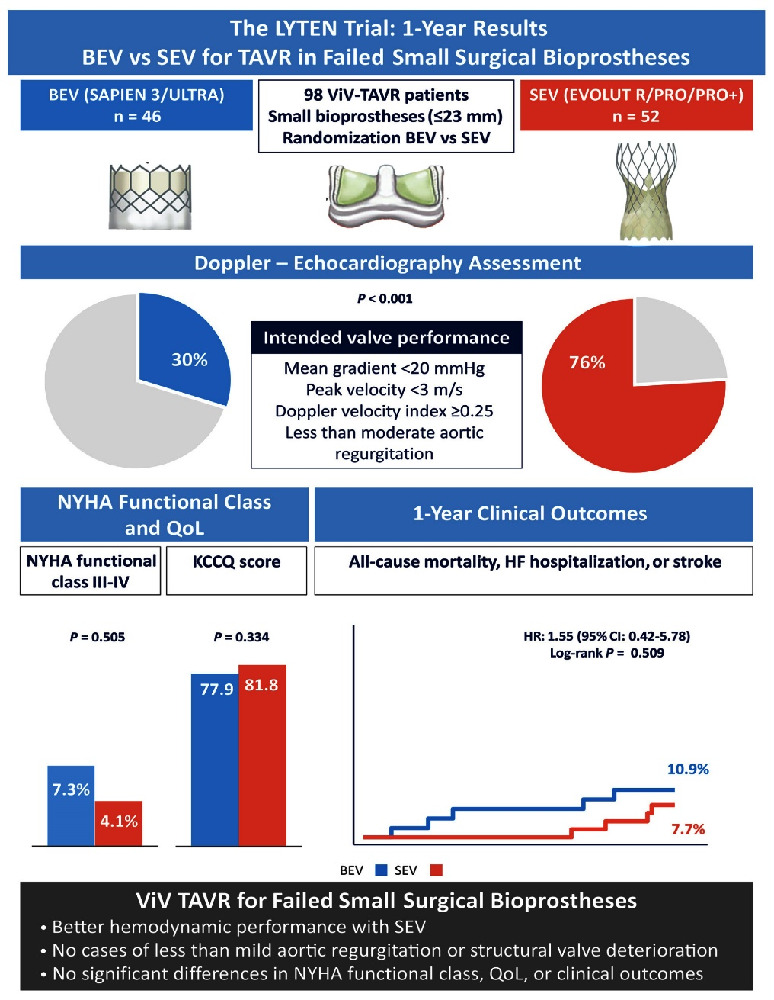 The LYTEN Trial: 1-Year Results
BEV vs SEV for TAVR in Failed Small Surgical Bioprostheses
BEV (SAPIEN 3/ULTRA)
n = 46
98 ViV-TAVR patients
Small bioprostheses (≤23 mm)
Randomization BEV vs SEV
SEV (EVOLUT R/PRO/PRO+)
n = 52
Doppler – Echocardiography Assessment
P < 0.001
30%
Intended valve performance
Mean gradient <20 mmHg
Peak velocity <3 m/s
Doppler velocity index ≥0.25
Less than moderate aortic
regurgitation
76%
NYHA Functional Class
and QoL
NYHA functional
class III-IV
KCCQ score
P = 0.505
P = 0.334
7.3%
4.1%
77.9
81.8
1-Year Clinical Outcomes
All-cause mortality, HF hospitalization, or stroke
HR: 1.55 (95% CI: 0.42-5.78)
Log-rank P = 0.509
10.9%
7.7%
BEV SEV
ViV TAVR for Failed Small Surgical Bioprostheses
• Better hemodynamic performance with SEV
• No cases of less than mild aortic regurgitation or structural valve deterioration
• No significant differences in NYHA functional class, QoL, or clinical outcomes